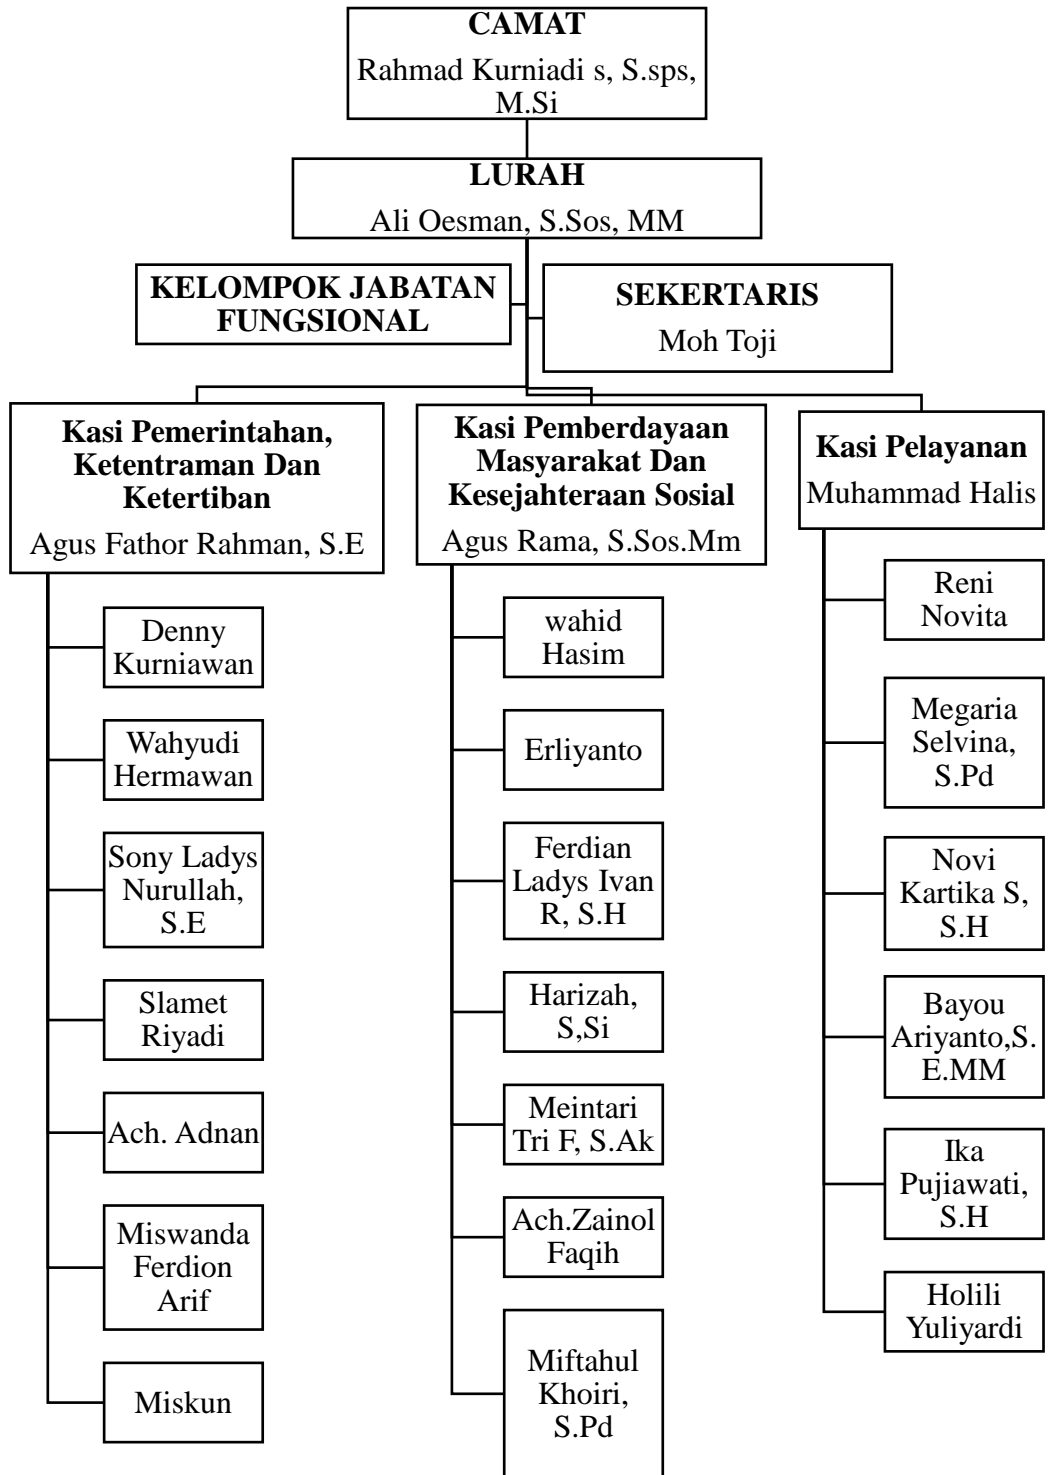 CAMAT
Rahmad Kurniadi s, S.sps,
M.Si
LURAH
Ali Oesman, S.Sos, MM
KELOMPOK JABATAN
FUNGSIONAL
SEKERTARIS
Moh Toji
Kasi Pemerintahan,
Ketentraman Dan
Ketertiban
Agus Fathor Rahman, S.E
Denny
Kurniawan
Wahyudi
Hermawan
Sony Ladys
Nurullah,
S.E
Slamet
Riyadi
Ach. Adnan
Miswanda
Ferdion
Arif
Miskun
Kasi Pemberdayaan
Masyarakat Dan
Kesejahteraan Sosial
Agus Rama, S.Sos.Mm
wahid
Hasim
Erliyanto
Ferdian
Ladys Ivan
R, S.H
Harizah,
S,Si
Meintari
Tri F, S.Ak
Ach.Zainol
Faqih
Miftahul
Khoiri,
S.Pd
Kasi Pelayanan
Muhammad Halis
Reni
Novita
Megaria
Selvina,
S.Pd
Novi
Kartika S,
S.H
Bayou
Ariyanto,S.
E.MM
Ika
Pujiawati,
S.H
Holili
Yuliyardi